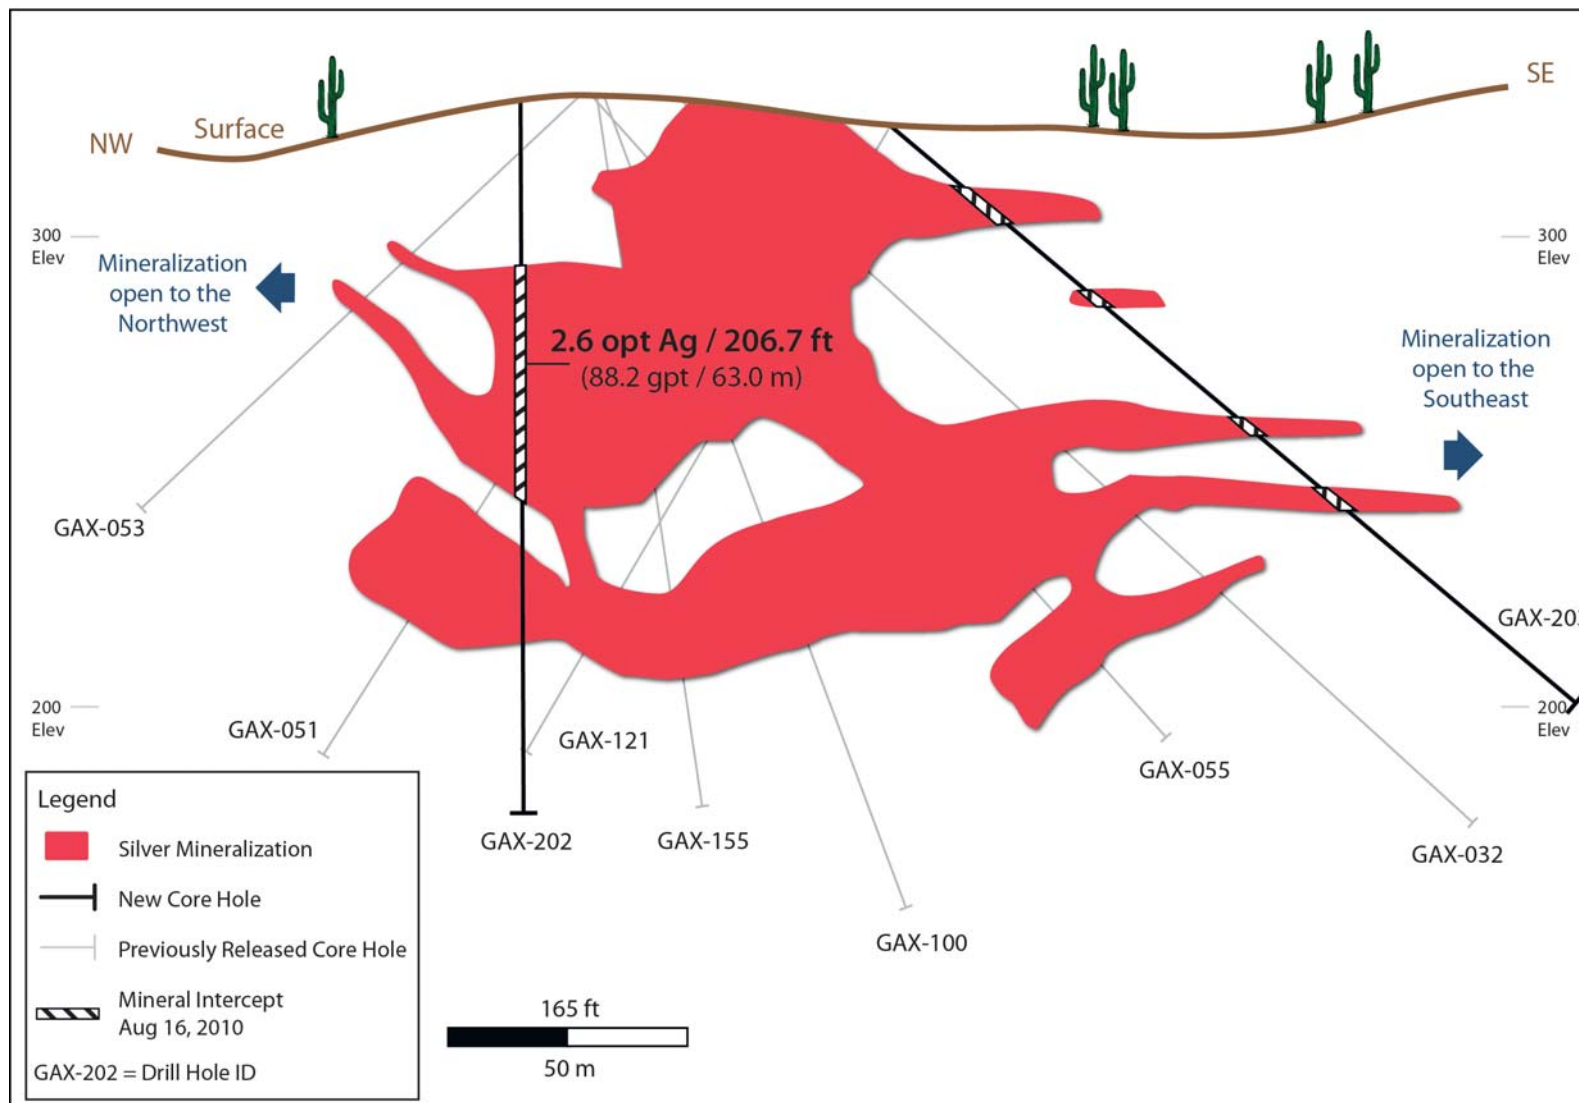 SE
Surface
NW
300
Elev
300
Elev
Mineralization
open to the
Northwest
2.6 opt Ag / 206.7 ft
(88.2 gpt / 63.0 m)
Mineralization
open to the
Southeast
GAX-053
GAX-203
200
Elev
200
Elev
GAX-051
GAX-121
GAX-055
GAX-202
GAX-155
GAX-032
GAX-100
Legend
Silver Mineralization
New Core Hole
Previously Released Core Hole
Mineral Intercept
Aug 16, 2010
GAX-202 = Drill Hole ID
165 ft
50 m